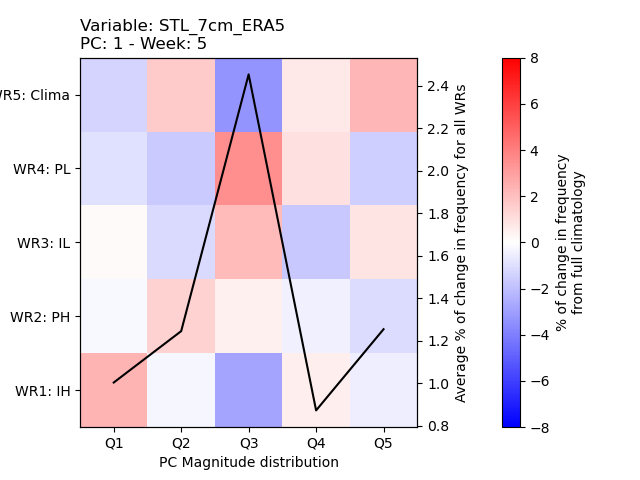 Variable: STL_7cm_ERA5
PC: 1 - Week: 5
WR5: Clima
WR4: PL
WR3: IL
WR2: PH
WR1: IH
Q1 Q2 Q3 Q4 Q5
PC Magnitude distribution
2.4
2.2
2.0
1.8
1.6
1.4
1.2
1.0
0.8
Average % of change in frequency for all WRs
8
6
4
2
0
−2
−4
−6
−8
% of change in frequency
from full climatology